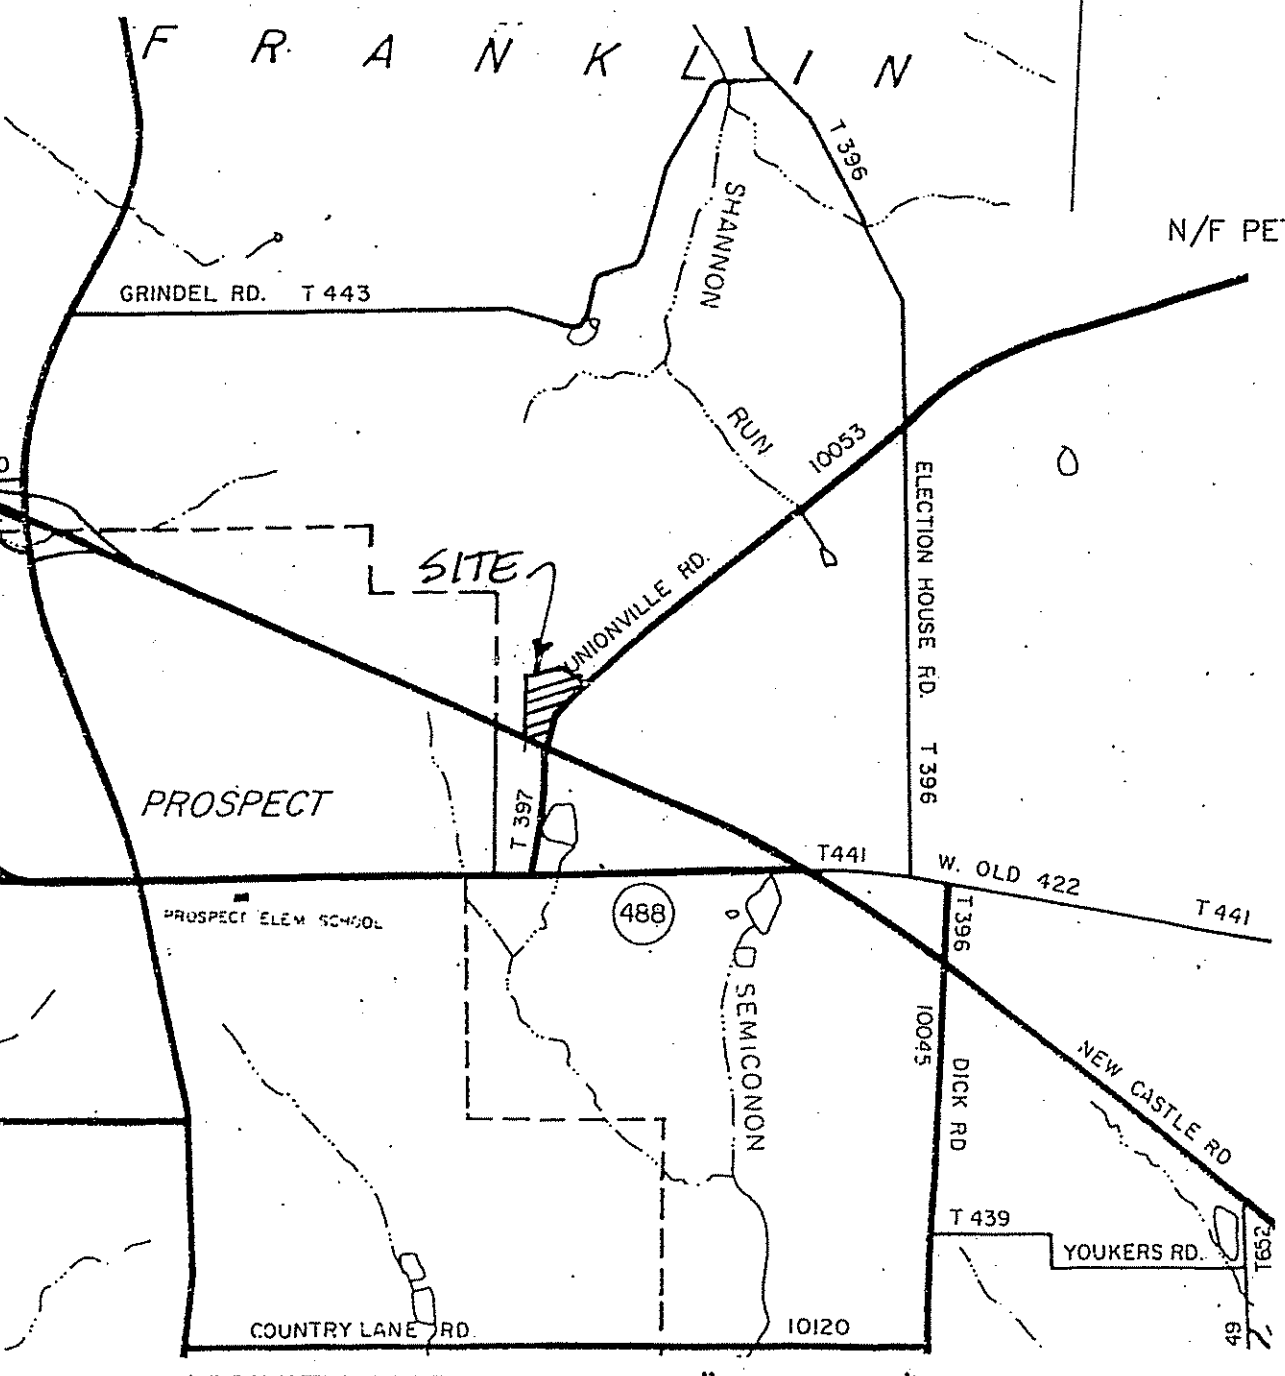 F R A N K L I N
T 396
SHANNON
N/F PE
GRINDEL RD. T 443
RUN
10053
ELECTION HOUSE RD. T 396
SITE
UNIONVILLE RD.
PROSPECT
T 397
T441
W. OLD 422
T 441
PROSPECT ELEM SCHOOL
488
T396
SEMICONON
10045
DICK RD
NEW CASTLE RD
T 439
YOUKERS RD.
T652
COUNTRY LANE RD.
10120
49